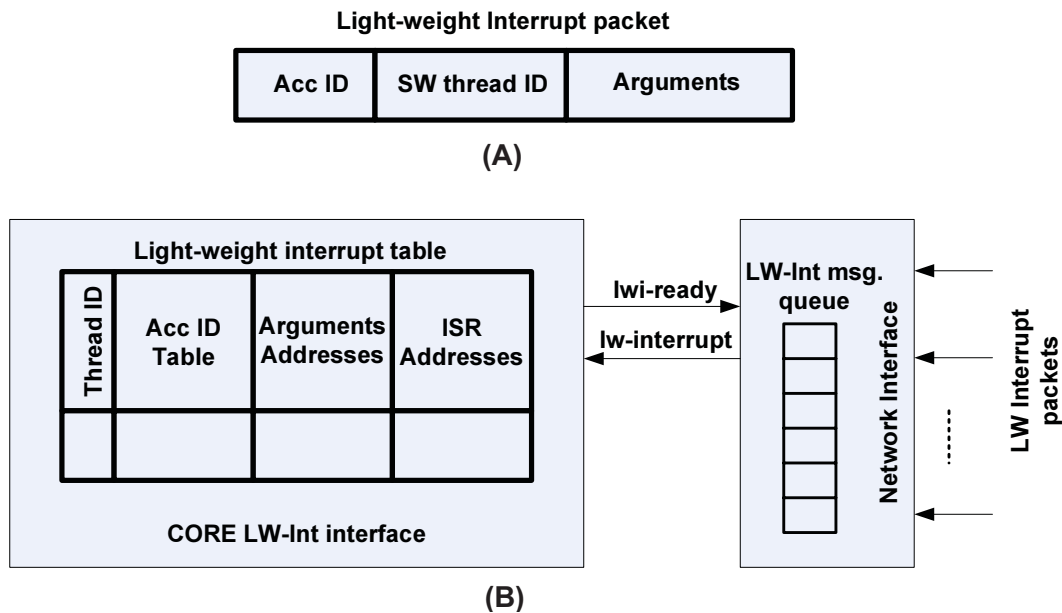 Light-weight Interrupt packet
Acc ID
SW thread ID
Arguments
(A)
Light-weight interrupt table
Thread ID
Acc ID
Table
Arguments
Addresses
ISR
Addresses
CORE LW-Int interface
lwi-ready
lw-interrupt
LW-Int msg.
queue
Network Interface
LW Interrupt
packets
(B)